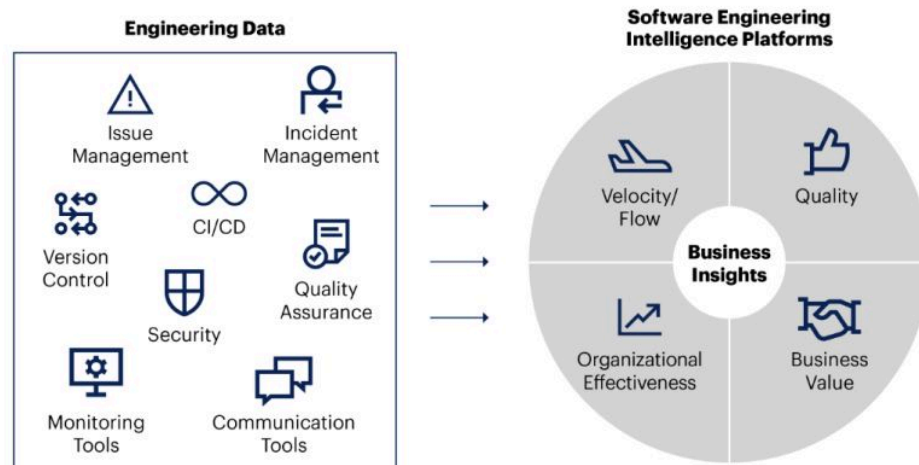 Engineering Data
Software Engineering
Intelligence Platforms
Issue
Management
Incident
Management
CI/CD
Version
Control
Quality
Assurance
Security
Monitoring
Tools
Communication
Tools
Velocity/
Flow
Quality
Business
Insights
Organizational
Effectiveness
Business
Value